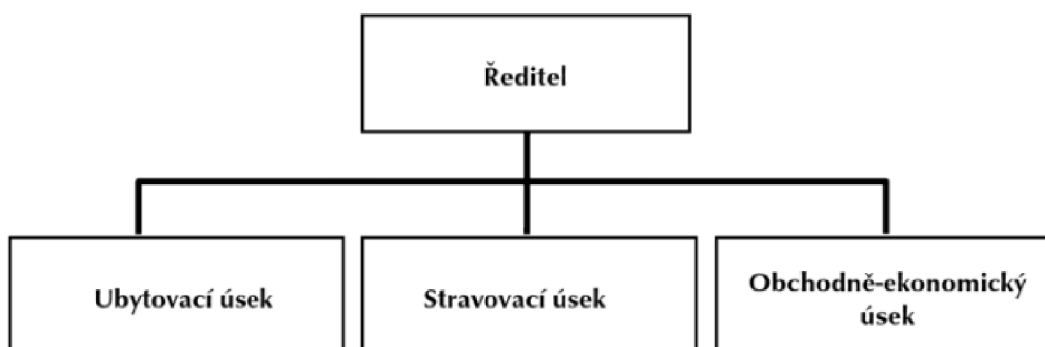 Ředitel
Ubytovací úsek
Stravovací úsek
Obchodně-ekonomický
úsek